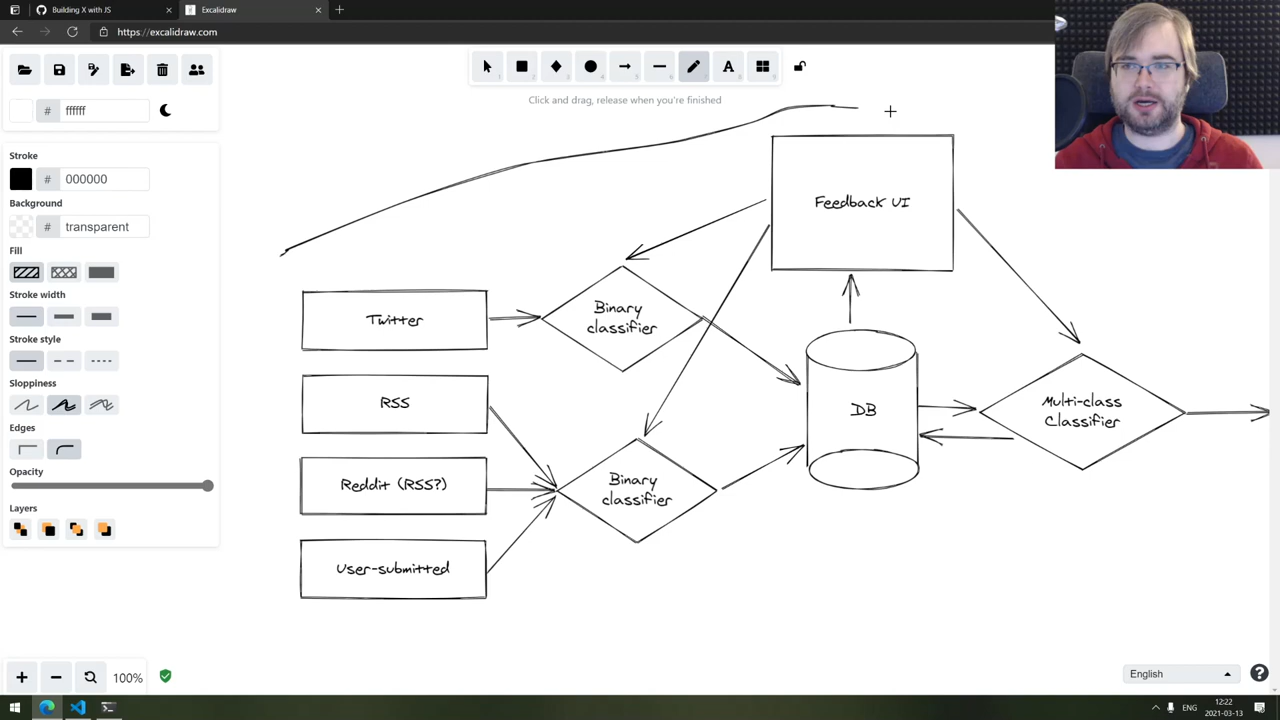 Building X with JS
Excalidraw
https://excalidraw.com
# ffffff
Click and drag, release when you're finished
Stroke
# 000000
Background
# transparent
Fill
Stroke width
Stroke style
Sloppiness
Edges
Opacity
Layers
Feedback UI
Twitter
Binary
classifier
RSS
DB
Multi-class
Classifier
Reddit (RSS?)
Binary
classifier
User-submitted
100%
English
ENG
12:22
2021-03-13